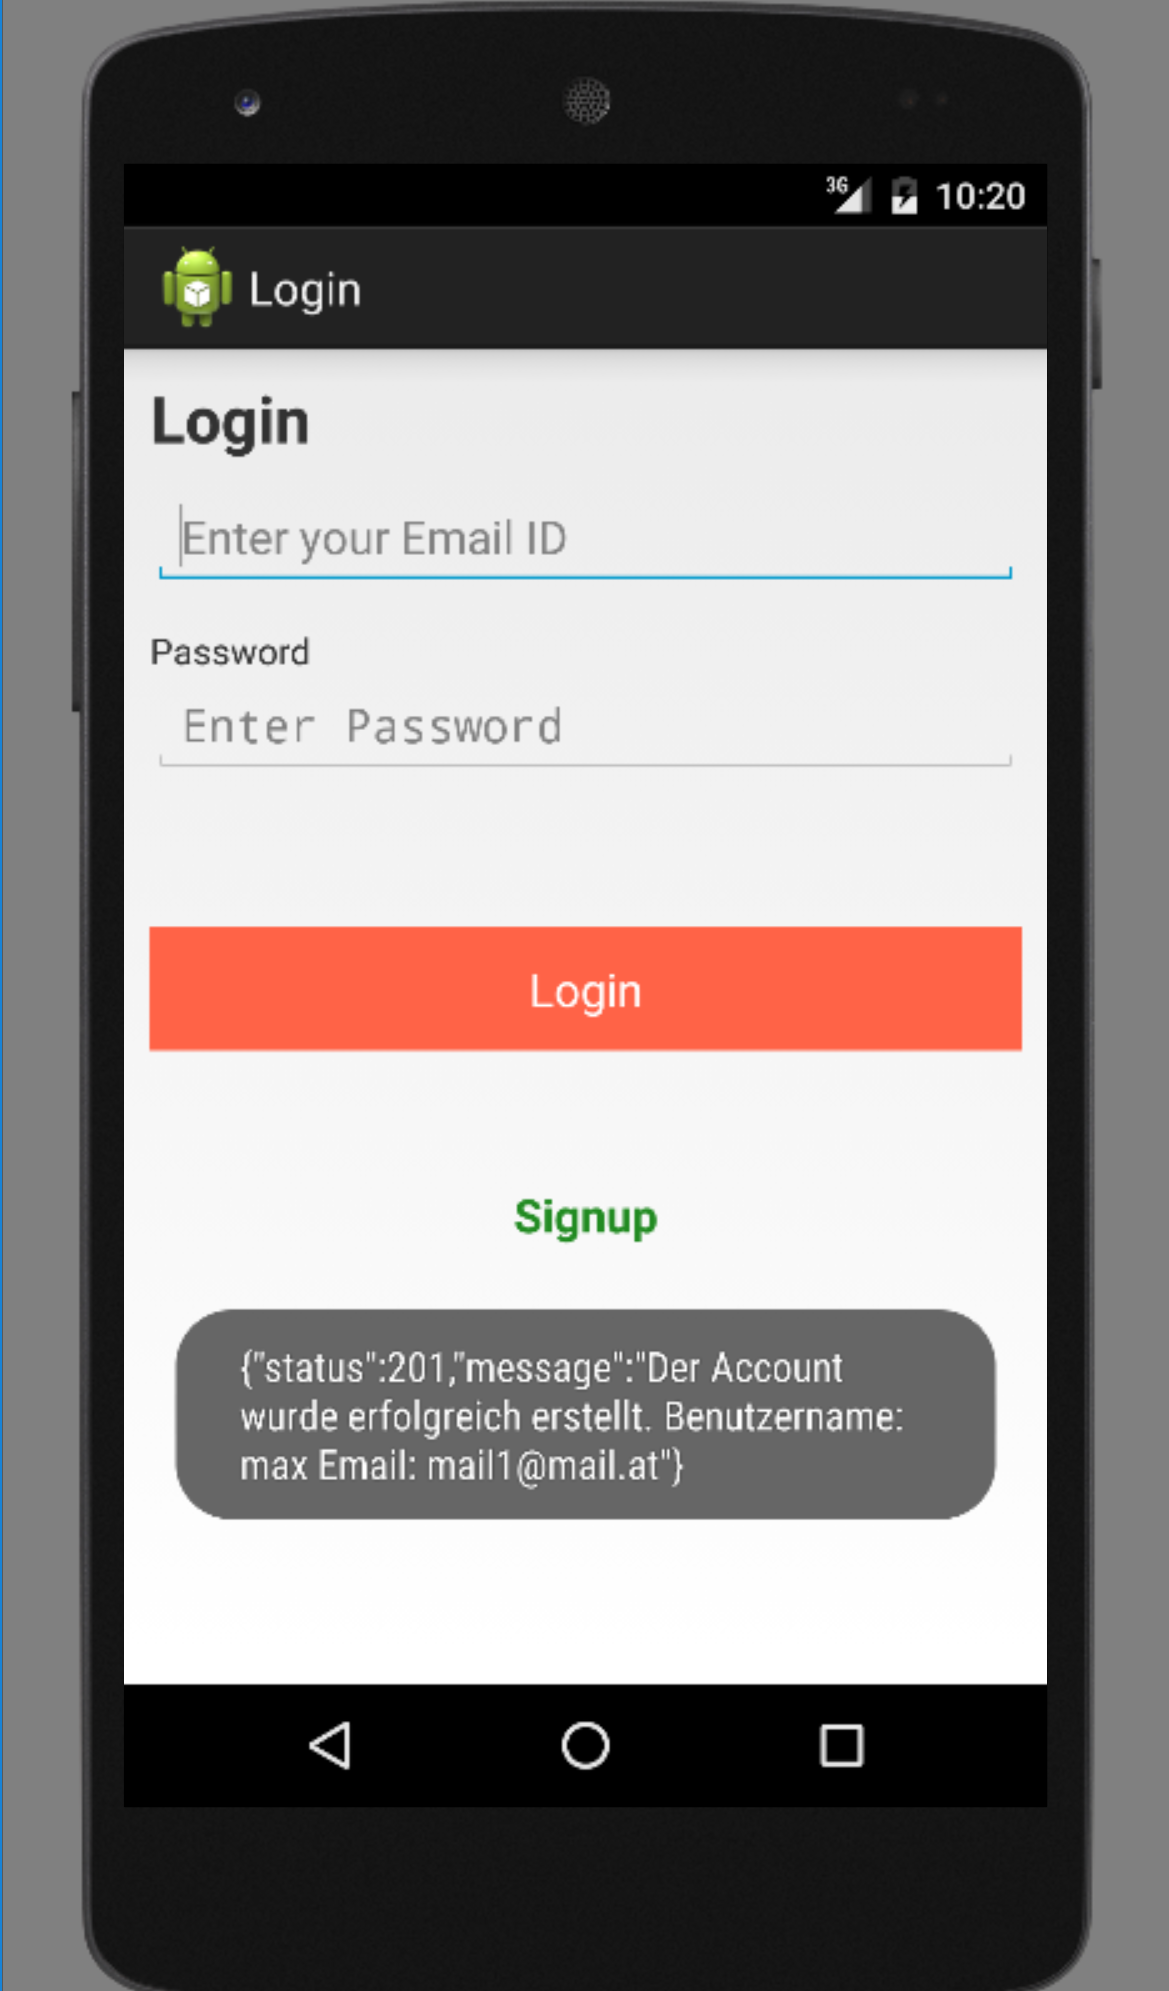 3G 10:20
Login
Login
Enter your Email ID
Password
Enter Password
Login
Signup
{"status":201,"message":"Der Account
wurde erfolgreich erstellt. Benutzername:
max Email: mail1@mail.at"}